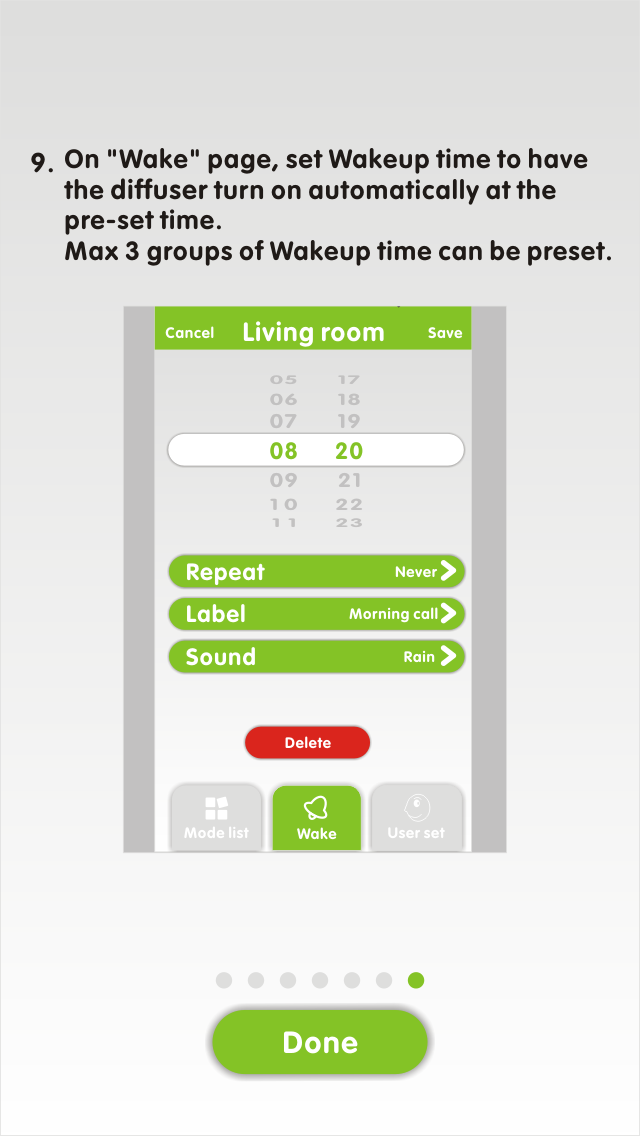 9. On "Wake" page, set Wakeup time to have
the diffuser turn on automatically at the
pre-set time.
Max 3 groups of Wakeup time can be preset.
Cancel Living room Save
05 17
06 18
07 19
08 20
09 21
10 22
11 23
Repeat Never
Label Morning call
Sound Rain
Delete
Mode list Wake User set
Done